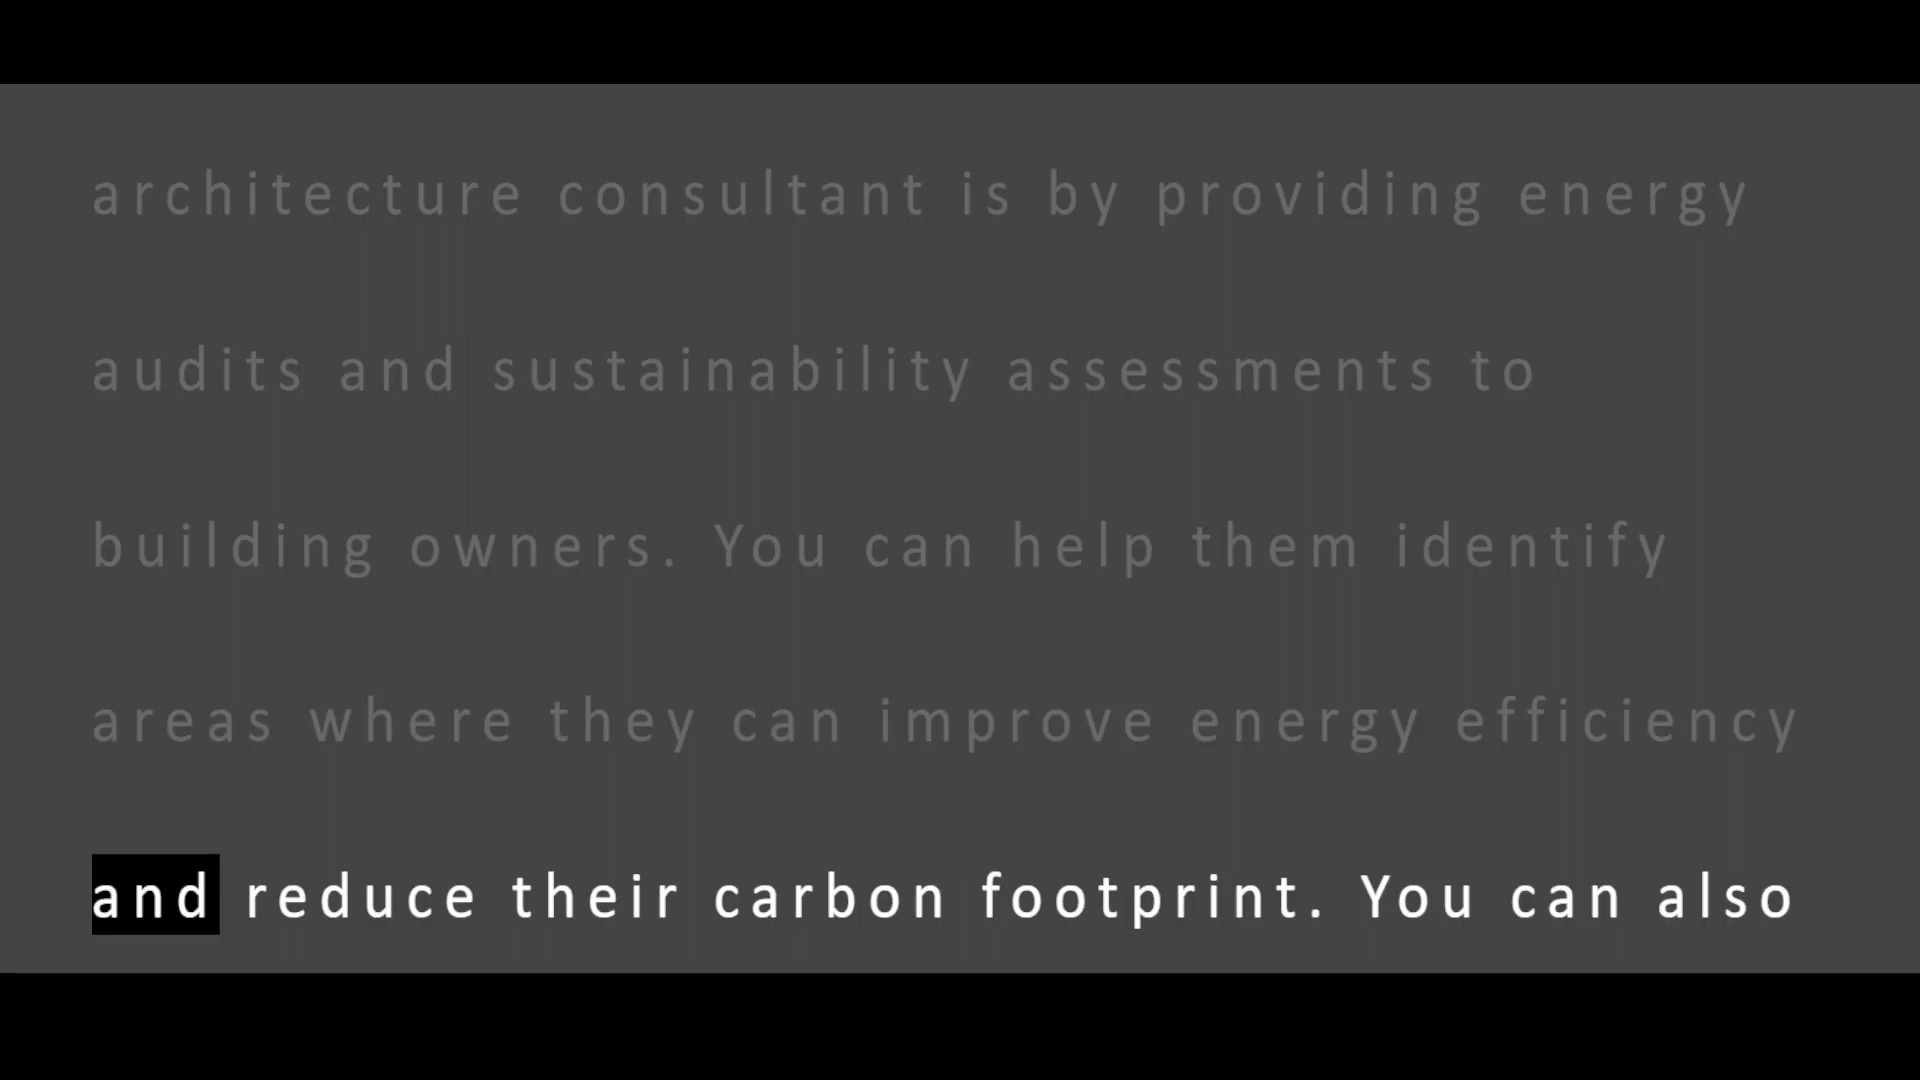 architecture consultant is by providing energy
audits and sustainability assessments to
building owners. You can help them identify
areas where they can improve energy efficiency
and reduce their carbon footprint. You can also